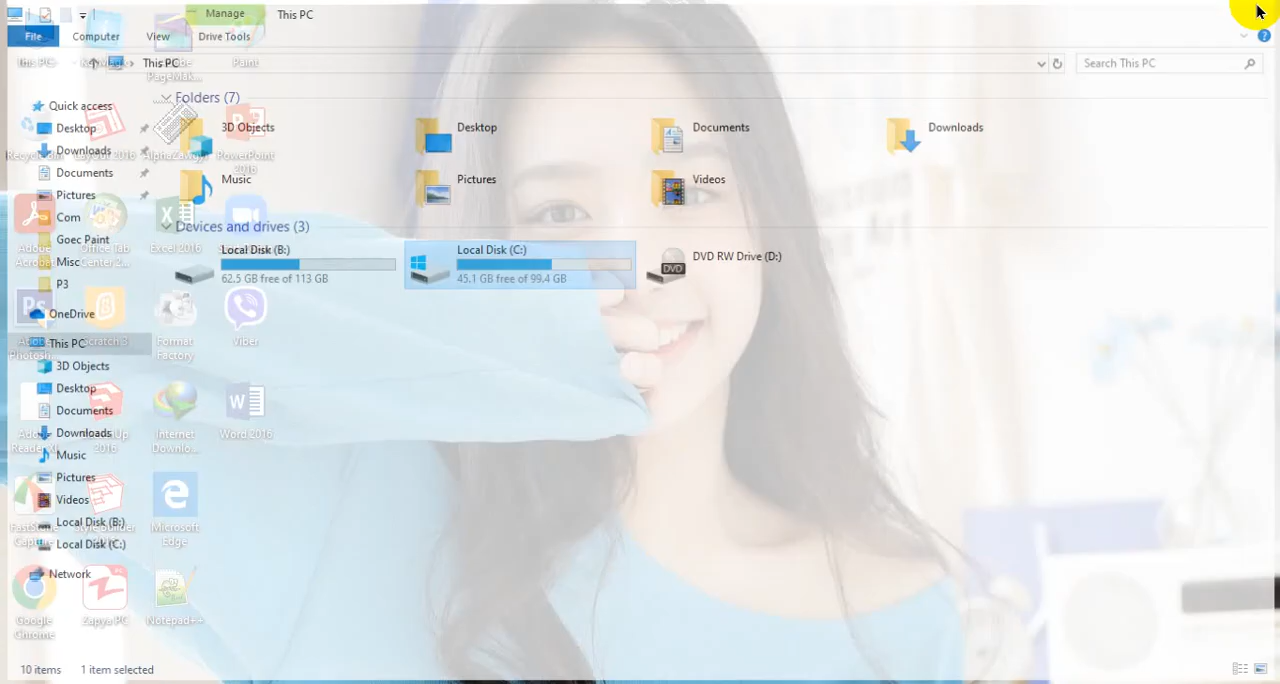 Manage
This PC
File
Computer
View
Drive Tools
This PC
Search This PC
Paint
Folders (7)
3D Objects
Desktop
Documents
Downloads
Music
Pictures
Videos
PowerPoint
2016
Devices and drives (3)
Local Disk (B:)
62.5 GB free of 113 GB
Local Disk (C:)
45.1 GB free of 99.4 GB
DVD RW Drive (D:)
DVD
Quick access
Desktop
Downloads
Documents
Pictures
Com
Goec Paint
Misc
P3
OneDrive
This PC
3D Objects
Desktop
Documents
Downloads
Music
Pictures
Videos
Local Disk (B:)
Local Disk (C:)
Network
Excel 2016
Format
Factory
Viber
Internet
Downlo...
Word 2016
Microsoft
Edge
Google
Chrome
Zapya PC
Notepad++
10 items
1 item selected